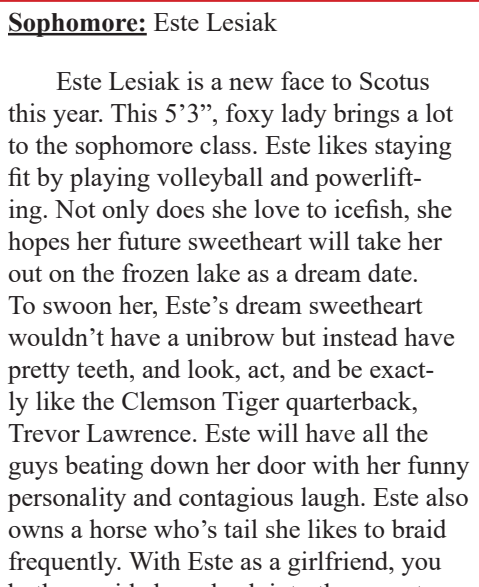 Sophomore: Este Lesiak
Este Lesiak is a new face to Scotus
this year. This 5’3”, foxy lady brings a lot
to the sophomore class. Este likes staying
fit by playing volleyball and powerlift-
ing. Not only does she love to icefish, she
hopes her future sweetheart will take her
out on the frozen lake as a dream date.
To swoon her, Este’s dream sweetheart
wouldn’t have a unibrow but instead have
pretty teeth, and look, act, and be exact-
ly like the Clemson Tiger quarterback,
Trevor Lawrence. Este will have all the
guys beating down her door with her funny
personality and contagious laugh. Este also
owns a horse who’s tail she likes to braid
frequently. With Este as a girlfriend, you